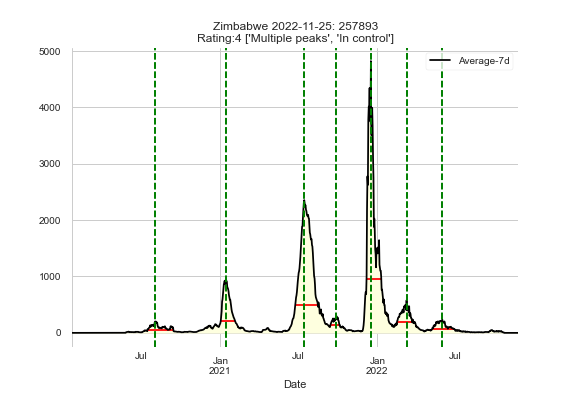 Zimbabwe 2022-11-25: 257893
Rating:4 ['Multiple peaks', 'In control']
Average-7d
5000
4000
3000
2000
1000
0
Jul
Jan
2021
Jul
Jan
2022
Jul
Date